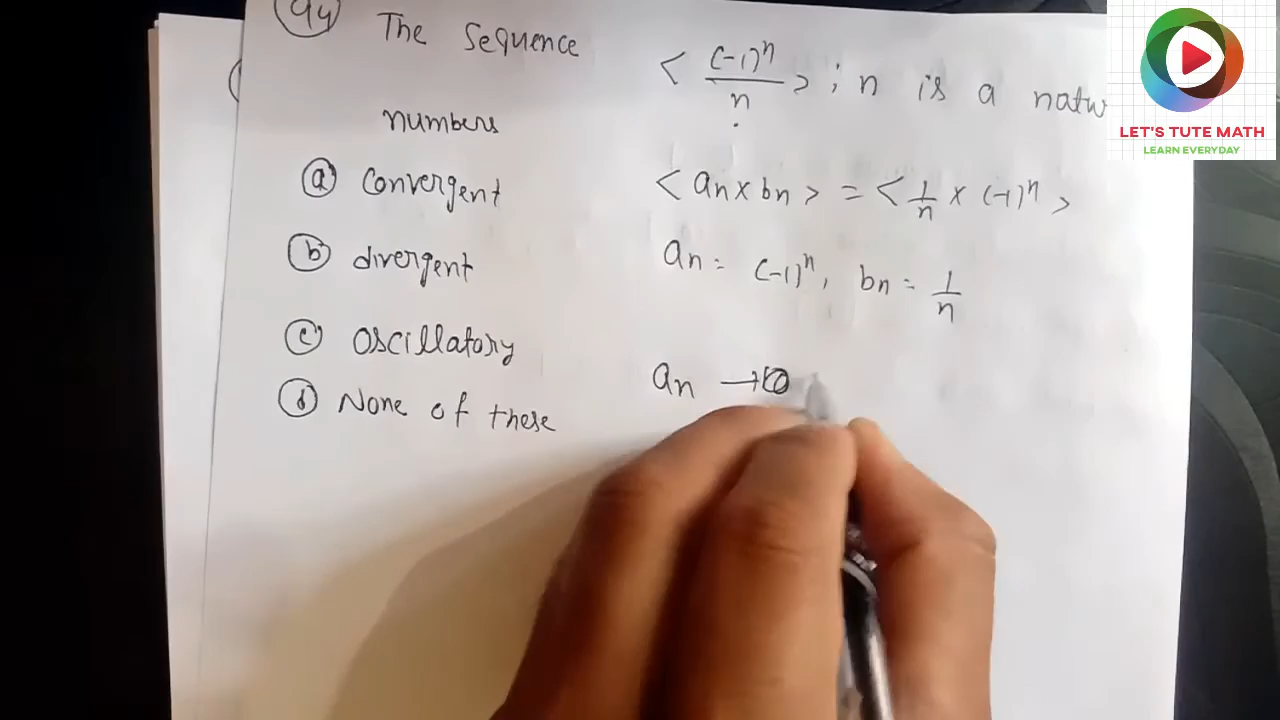 Q4 The Sequence < (-1)^n / n > ; n is a natu
numbers
(a) Convergent
(b) divergent
(c) Oscillatory
(d) None of these
< an x bn > = < 1/n x (-1)^n >
an = (-1)^n, bn = 1/n
an →
LET'S TUTE MATH
LEARN EVERYDAY